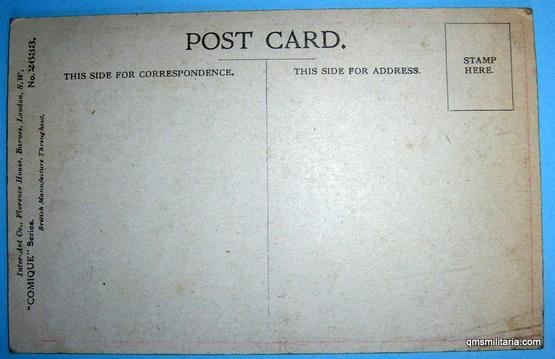 POST CARD.
THIS SIDE FOR CORRESPONDENCE.
THIS SIDE FOR ADDRESS.
STAMP
HERE.
Inter-Art Co., Florence House, Barnes, London, S.W.
"COMIQUE" Series.
No. 2633.
British Manufacture Throughout.
qmsmilitaria.com